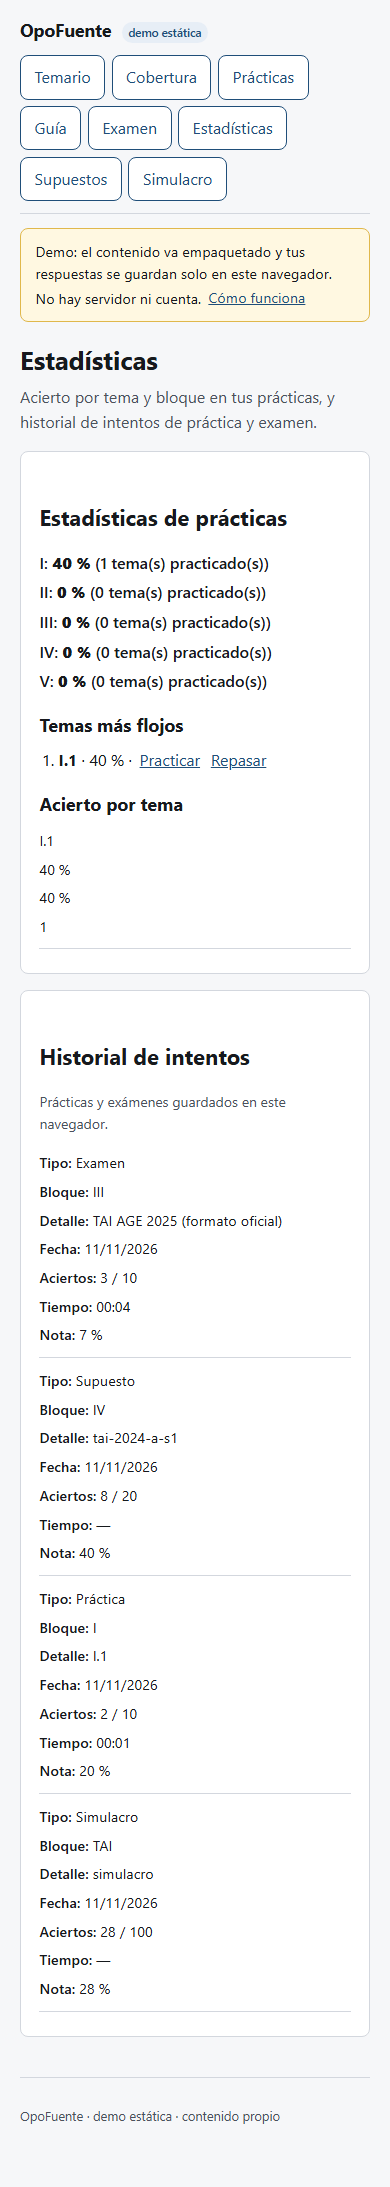 OpoFuente demo estática
Temario Cobertura Prácticas
Guía Examen Estadísticas
Supuestos Simulacro
Demo: el contenido va empaquetado y tus
respuestas se guardan solo en este navegador.
No hay servidor ni cuenta. Cómo funciona
Estadísticas
Acierto por tema y bloque en tus prácticas, y
historial de intentos de práctica y examen.
Estadísticas de prácticas
I: 40 % (1 tema(s) practicado(s))
II: 0 % (0 tema(s) practicado(s))
III: 0 % (0 tema(s) practicado(s))
IV: 0 % (0 tema(s) practicado(s))
V: 0 % (0 tema(s) practicado(s))
Temas más flojos
1. I.1 · 40 % · Practicar Repasar
Acierto por tema
I.1
40 %
40 %
1
Historial de intentos
Prácticas y exámenes guardados en este
navegador.
Tipo: Examen
Bloque: III
Detalle: TAI AGE 2025 (formato oficial)
Fecha: 11/11/2026
Aciertos: 3 / 10
Tiempo: 00:04
Nota: 7 %
Tipo: Supuesto
Bloque: IV
Detalle: tai-2024-a-s1
Fecha: 11/11/2026
Aciertos: 8 / 20
Tiempo: —
Nota: 40 %
Tipo: Práctica
Bloque: I
Detalle: I.1
Fecha: 11/11/2026
Aciertos: 2 / 10
Tiempo: 00:01
Nota: 20 %
Tipo: Simulacro
Bloque: TAI
Detalle: simulacro
Fecha: 11/11/2026
Aciertos: 28 / 100
Tiempo: —
Nota: 28 %
OpoFuente · demo estática · contenido propio